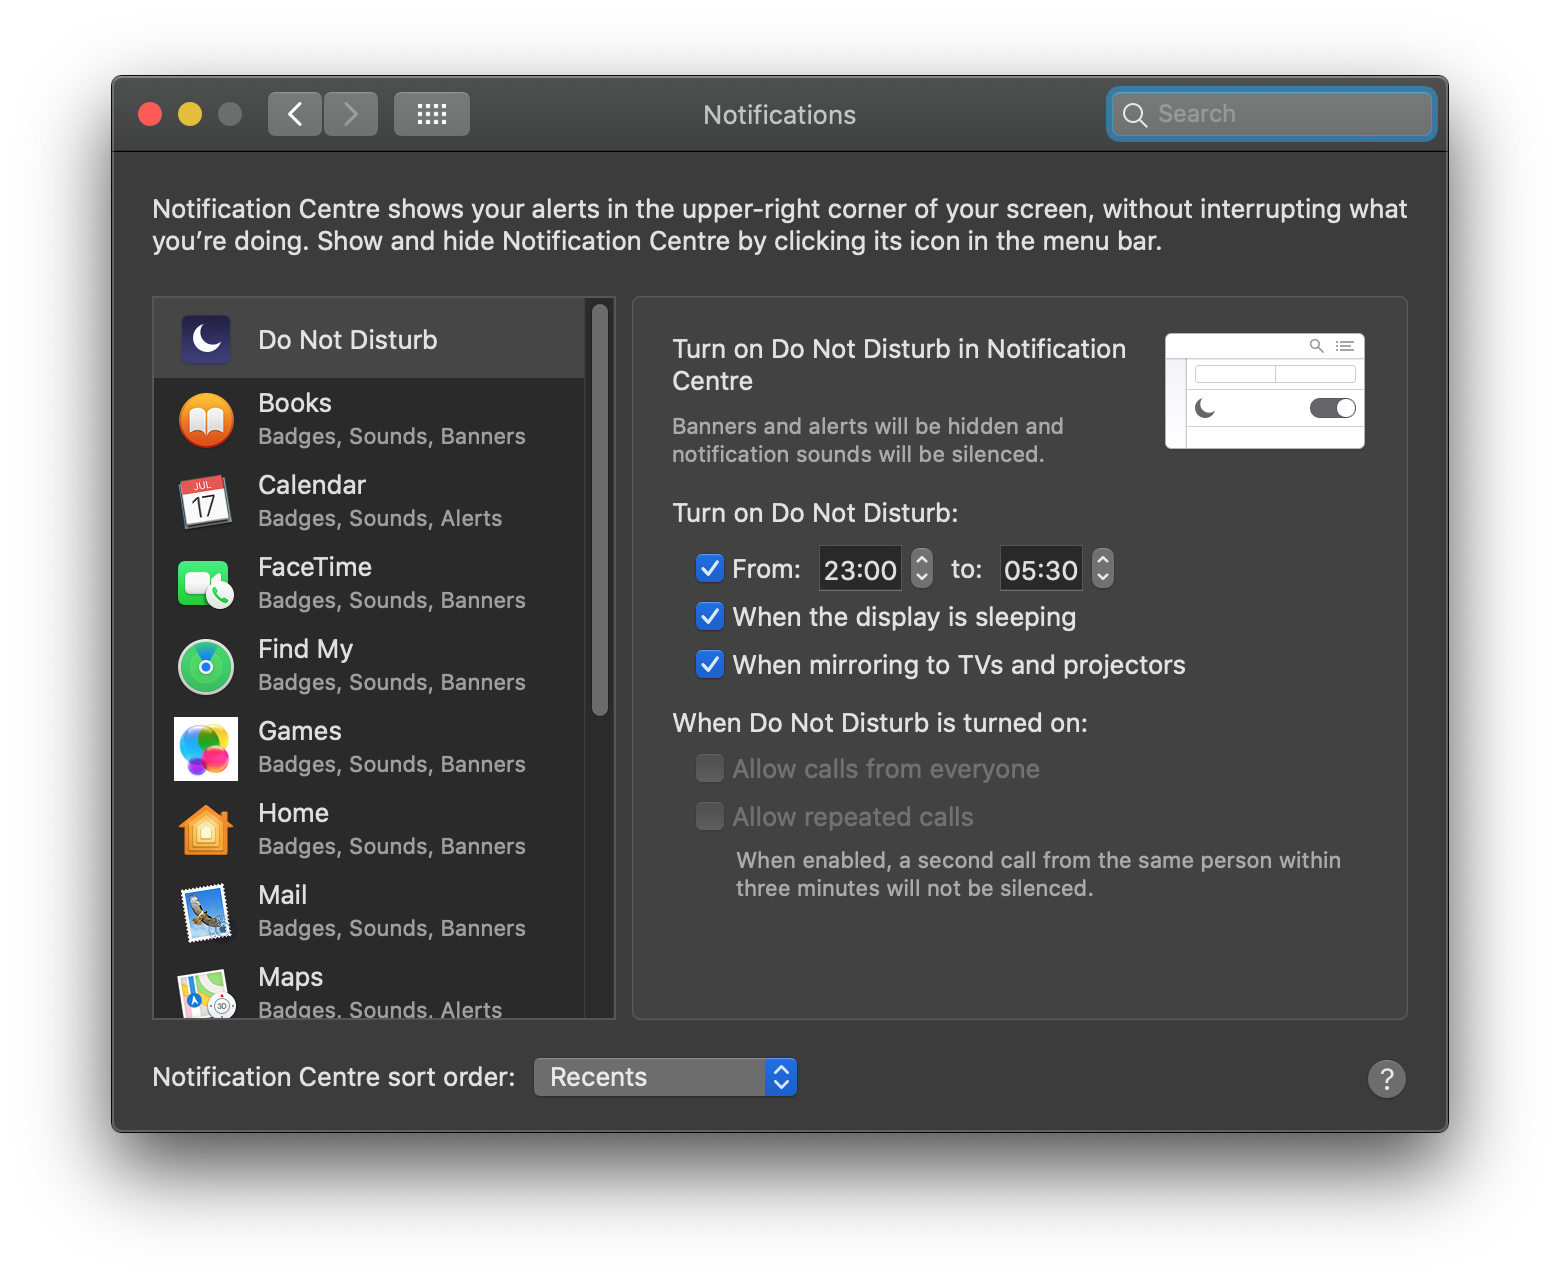 Notifications
Search
Notification Centre shows your alerts in the upper-right corner of your screen, without interrupting what
you're doing. Show and hide Notification Centre by clicking its icon in the menu bar.
Do Not Disturb
Books
Badges, Sounds, Banners
JUL
17
Calendar
Badges, Sounds, Alerts
FaceTime
Badges, Sounds, Banners
Find My
Badges, Sounds, Banners
Games
Badges, Sounds, Banners
Home
Badges, Sounds, Banners
Mail
Badges, Sounds, Banners
Maps
3D
Badges, Sounds, Alerts
Turn on Do Not Disturb in Notification
Centre
Banners and alerts will be hidden and
notification sounds will be silenced.
Turn on Do Not Disturb:
From: 23:00 to: 05:30
When the display is sleeping
When mirroring to TVs and projectors
When Do Not Disturb is turned on:
Allow calls from everyone
Allow repeated calls
When enabled, a second call from the same person within
three minutes will not be silenced.
Notification Centre sort order: Recents
?